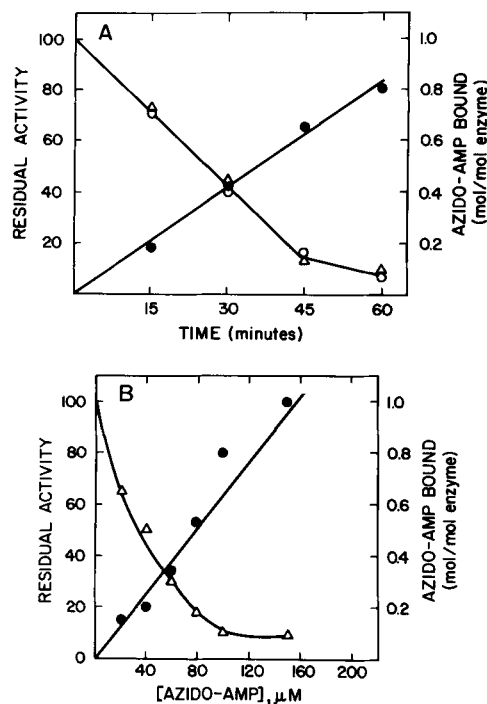 A
RESIDUAL ACTIVITY
100
80
60
40
20
1.0
0.8
0.6
0.4
0.2
AZIDO-AMP BOUND
(mol/mol enzyme)
15 30 45 60
TIME (minutes)
B
RESIDUAL ACTIVITY
100
80
60
40
20
0
1.0
0.8
0.6
0.4
0.2
AZIDO-AMP BOUND
(mol/mol enzyme)
40 80 120 160 200
[AZIDO-AMP], μM